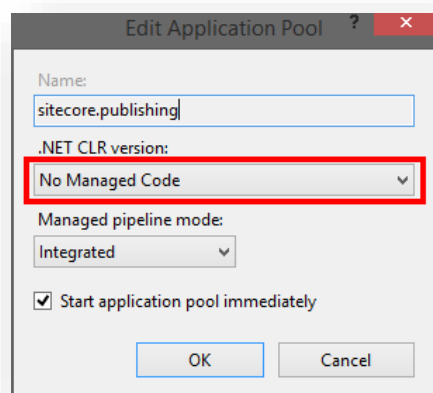 Edit Application Pool ? ×
Name:
sitecore.publishing
.NET CLR version:
No Managed Code
Managed pipeline mode:
Integrated
Start application pool immediately
OK Cancel